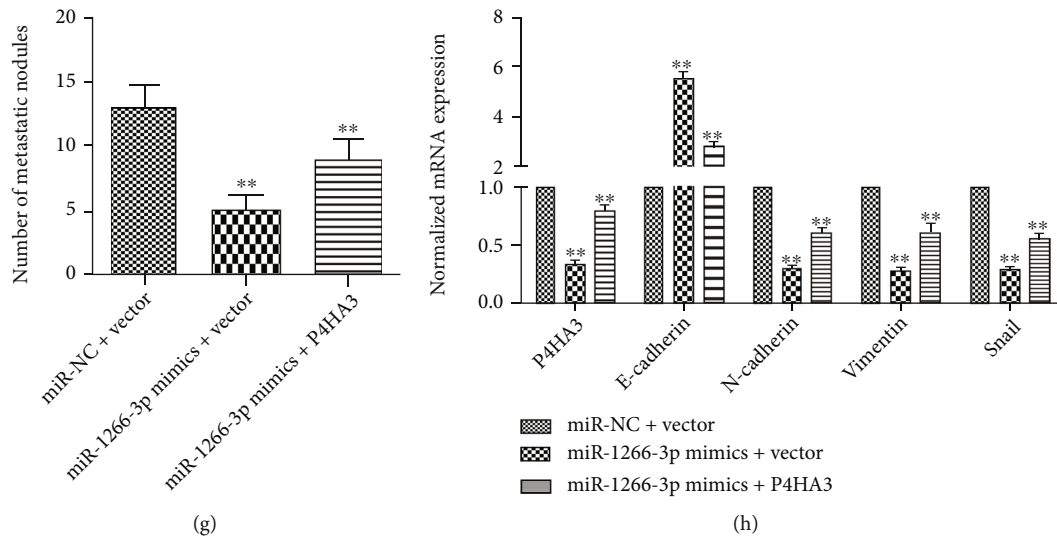 Number of metastatic nodules
20
15
10
5
0
**
**
miR-NC + vector
miR-1266-3p mimics + vector
miR-1266-3p mimics + P4HA3
(g)
Normalized mRNA expression
8
6
4
2
1.0
0.5
0.0
**
**
**
**
**
**
**
**
**
**
P4HA3
E-cadherin
N-cadherin
Vimentin
Snail
miR-NC + vector
miR-1266-3p mimics + vector
miR-1266-3p mimics + P4HA3
(h)